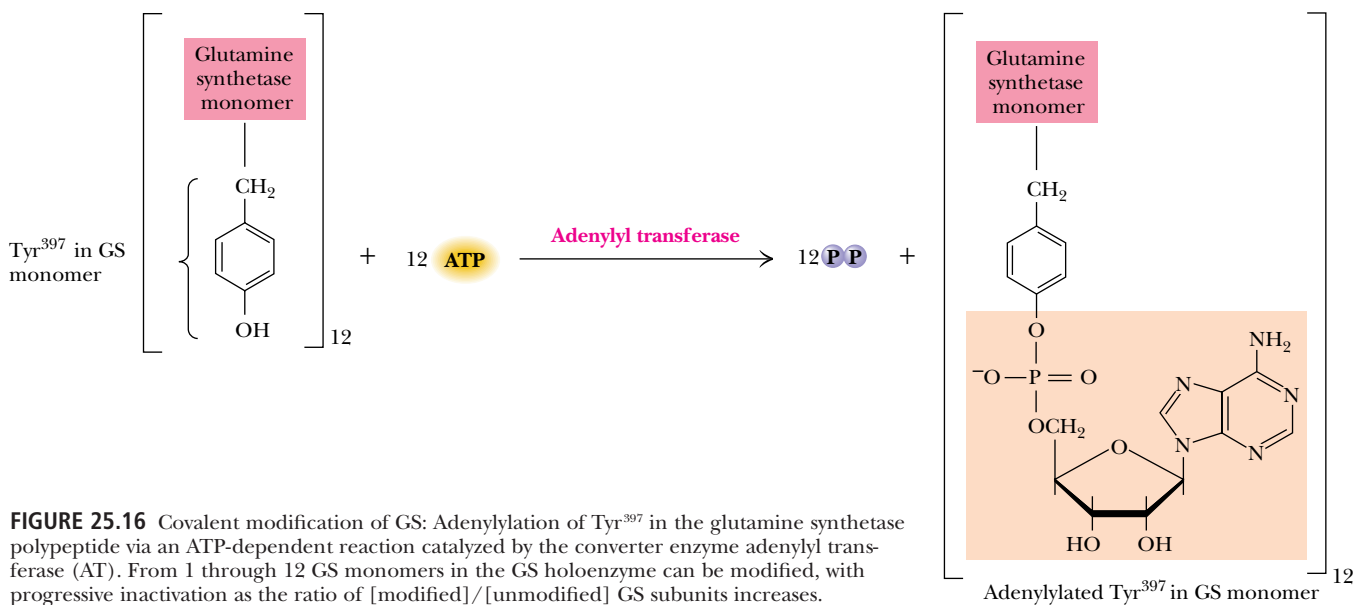 Glutamine
synthetase
monomer
CH₂
Tyr³⁹⁷ in GS
monomer
OH
12
+
12 ATP
Adenylyl transferase
12 P P
+
Glutamine
synthetase
monomer
CH₂
O
⁻O P O
OCH₂
O
NH₂
N
N
N
N
HO OH
12
Adenylylated Tyr³⁹⁷ in GS monomer
FIGURE 25.16 Covalent modification of GS: Adenylylation of Tyr³⁹⁷ in the glutamine synthetase
polypeptide via an ATP-dependent reaction catalyzed by the converter enzyme adenylyl trans-
ferase (AT). From 1 through 12 GS monomers in the GS holoenzyme can be modified, with
progressive inactivation as the ratio of [modified]/[unmodified] GS subunits increases.